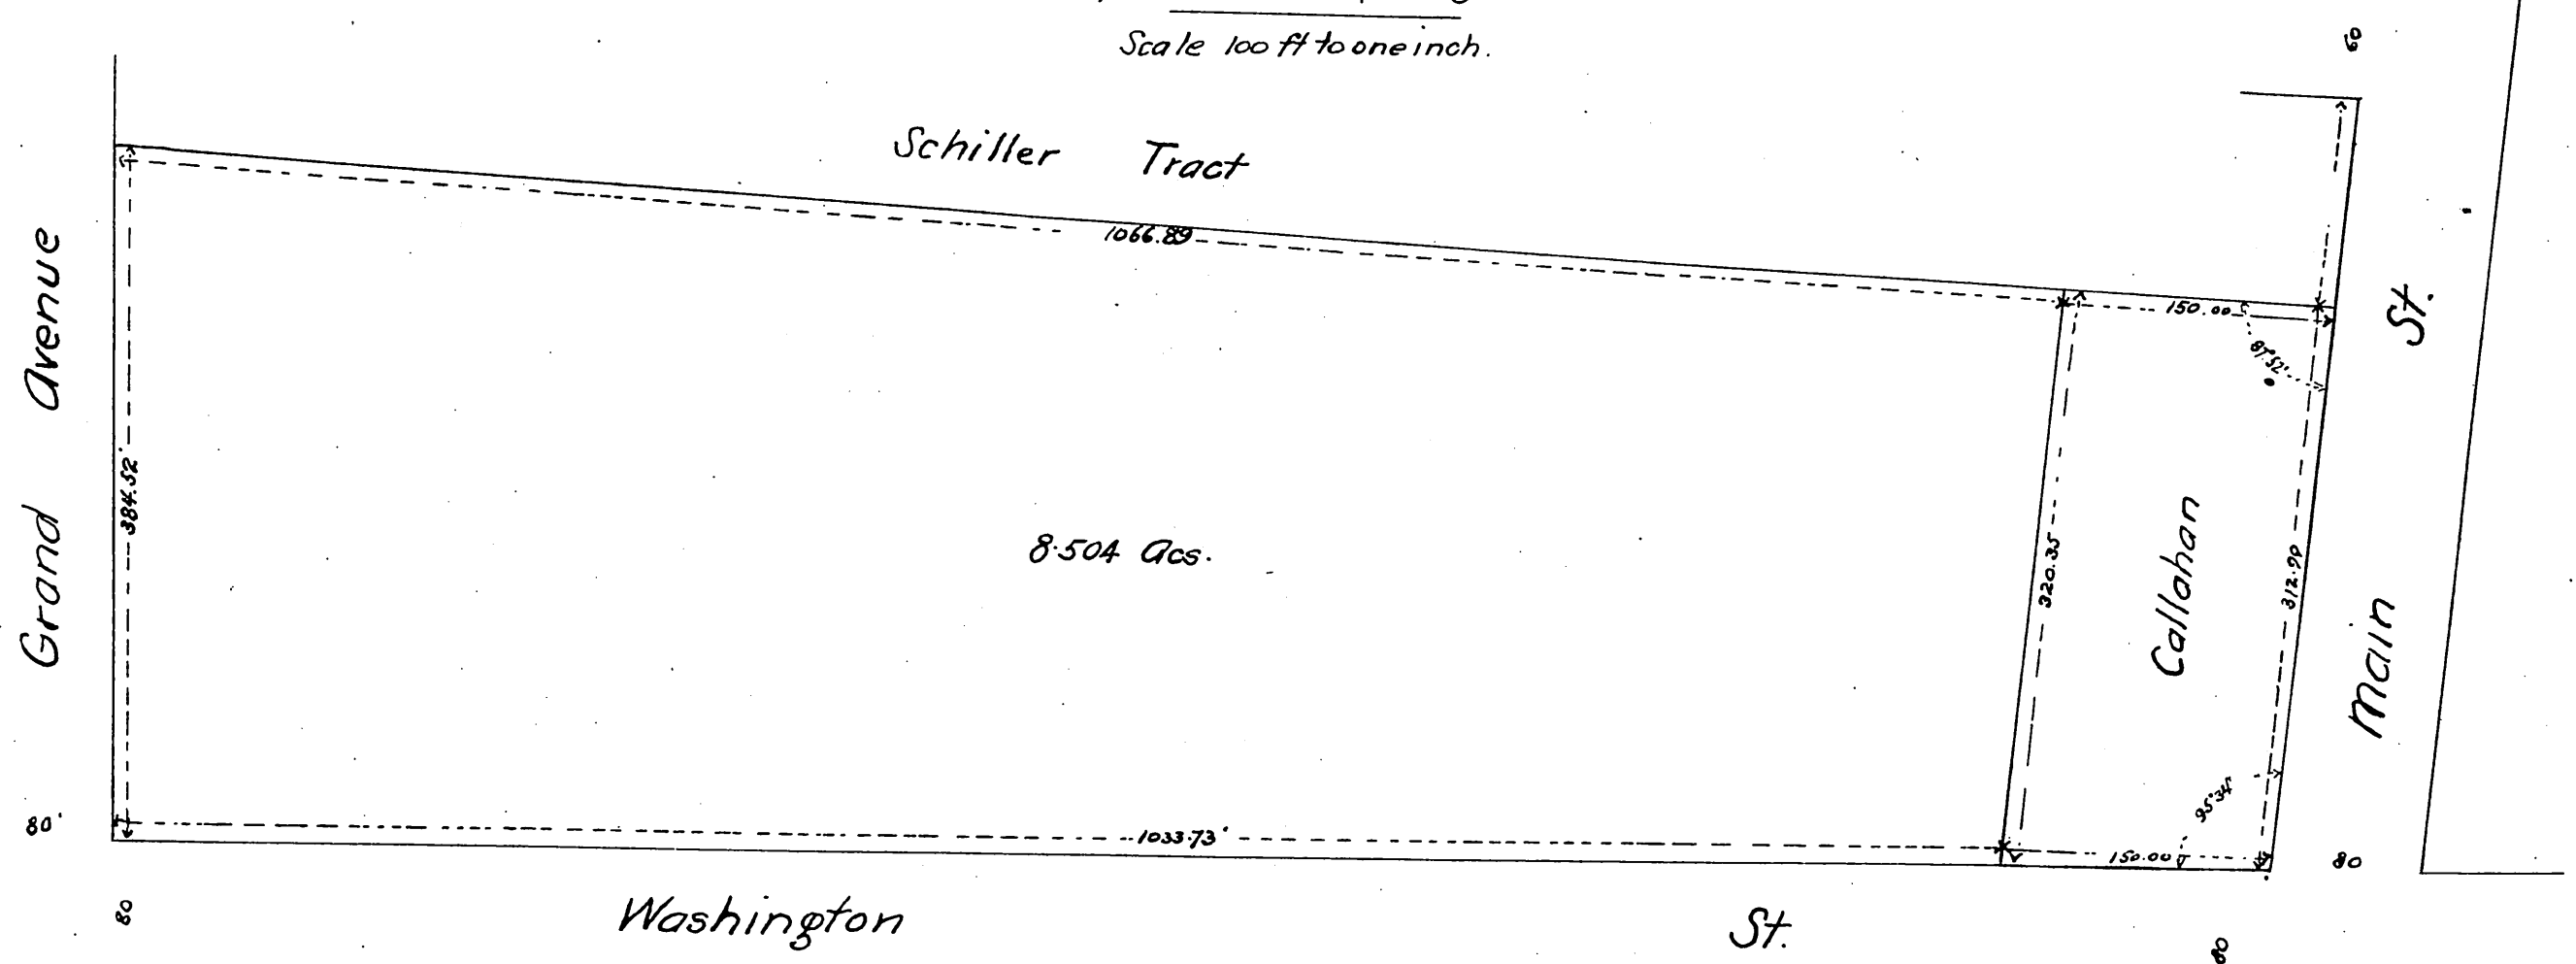 Scale 100 ft to one inch.
60
Schiller Tract
1066.89
150.00
87°52'
St.
Grand Avenue
384.52'
8.504 Acs.
320.35
Callahan
312.99
Main
95°34'
80'
1033.73'
150.00
80
80
Washington St.
80